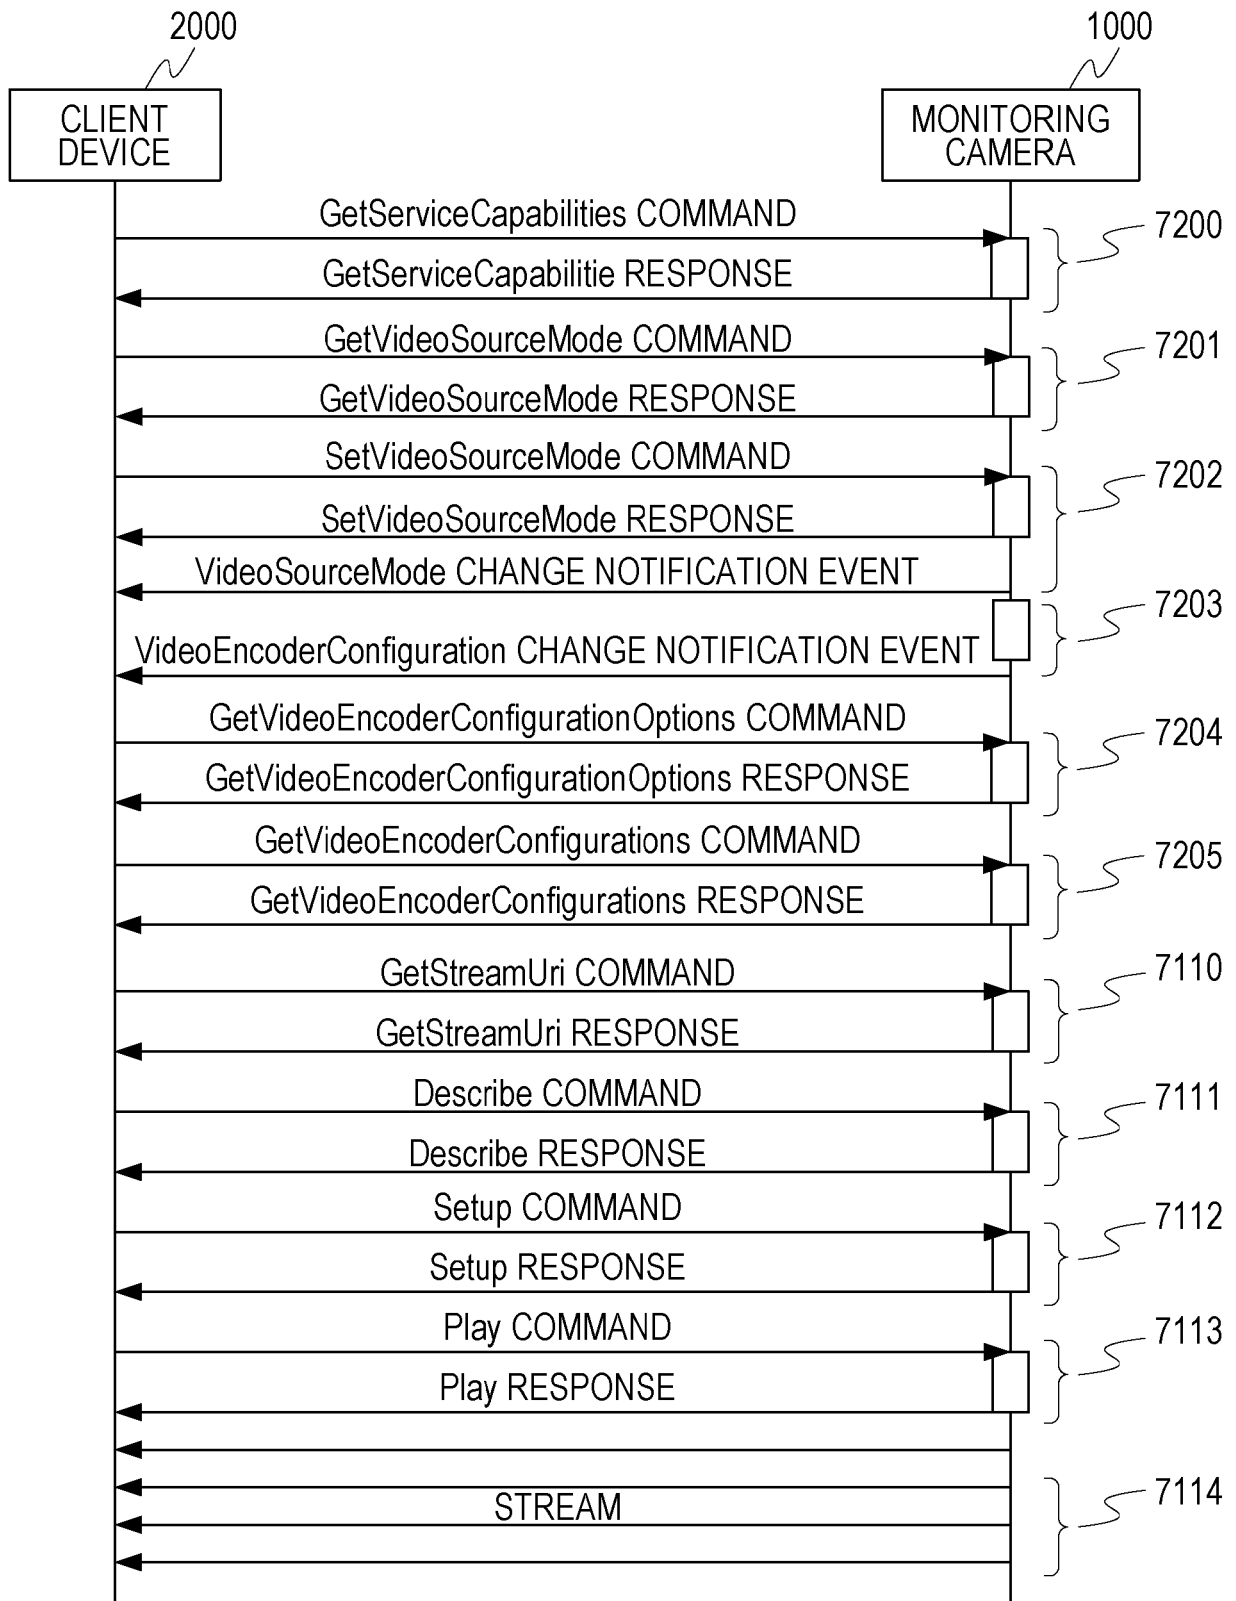 2000
1000
CLIENT
DEVICE
MONITORING
CAMERA
GetServiceCapabilities COMMAND
7200
GetServiceCapabilitie RESPONSE
GetVideoSourceMode COMMAND
7201
GetVideoSourceMode RESPONSE
SetVideoSourceMode COMMAND
7202
SetVideoSourceMode RESPONSE
VideoSourceMode CHANGE NOTIFICATION EVENT
7203
VideoEncoderConfiguration CHANGE NOTIFICATION EVENT
GetVideoEncoderConfigurationOptions COMMAND
7204
GetVideoEncoderConfigurationOptions RESPONSE
GetVideoEncoderConfigurations COMMAND
7205
GetVideoEncoderConfigurations RESPONSE
GetStreamUri COMMAND
7110
GetStreamUri RESPONSE
Describe COMMAND
7111
Describe RESPONSE
Setup COMMAND
7112
Setup RESPONSE
Play COMMAND
7113
Play RESPONSE
STREAM
7114